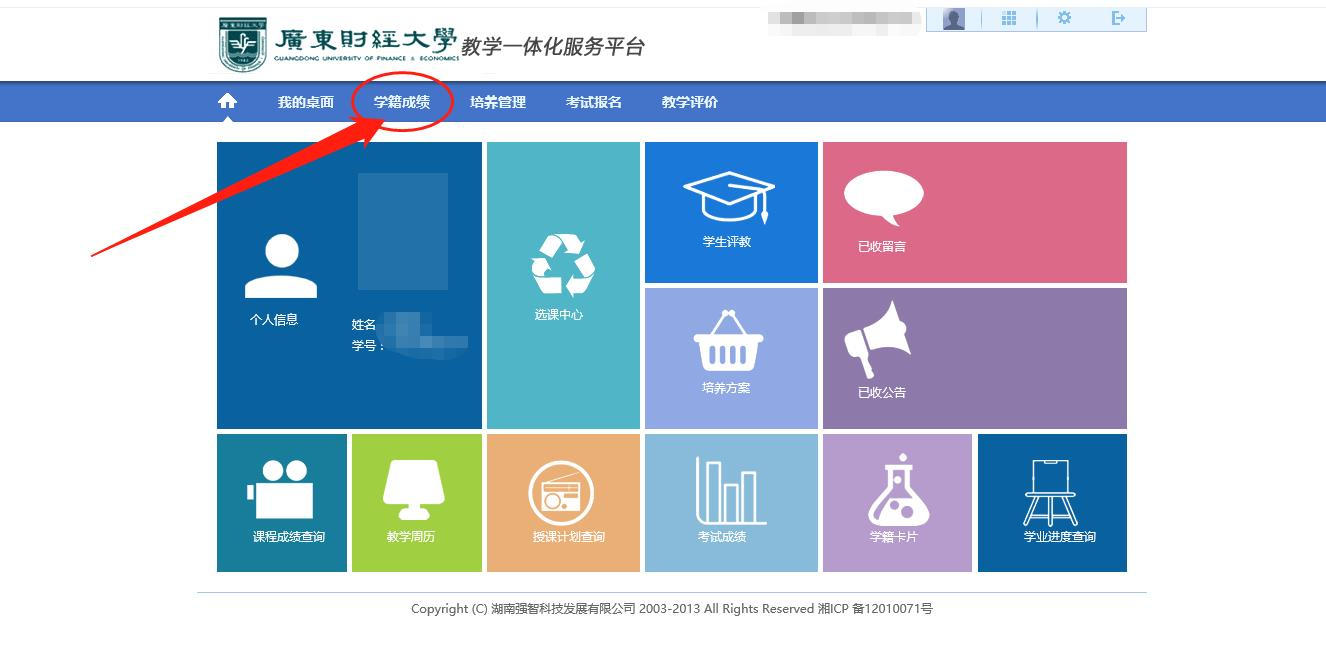 廣東財經大學
GUANGDONG UNIVERSITY OF FINANCE & ECONOMICS
教学一体化服务平台
我的桌面 学籍成绩 培养管理 考试报名 教学评价
个人信息
姓名
学号：
选课中心
学生评教
已收留言
培养方案
已收公告
课程成绩查询
教学周历
授课计划查询
考试成绩
学籍卡片
学业进度查询
Copyright (C) 湖南强智科技发展有限公司 2003-2013 All Rights Reserved 湘ICP 备12010071号